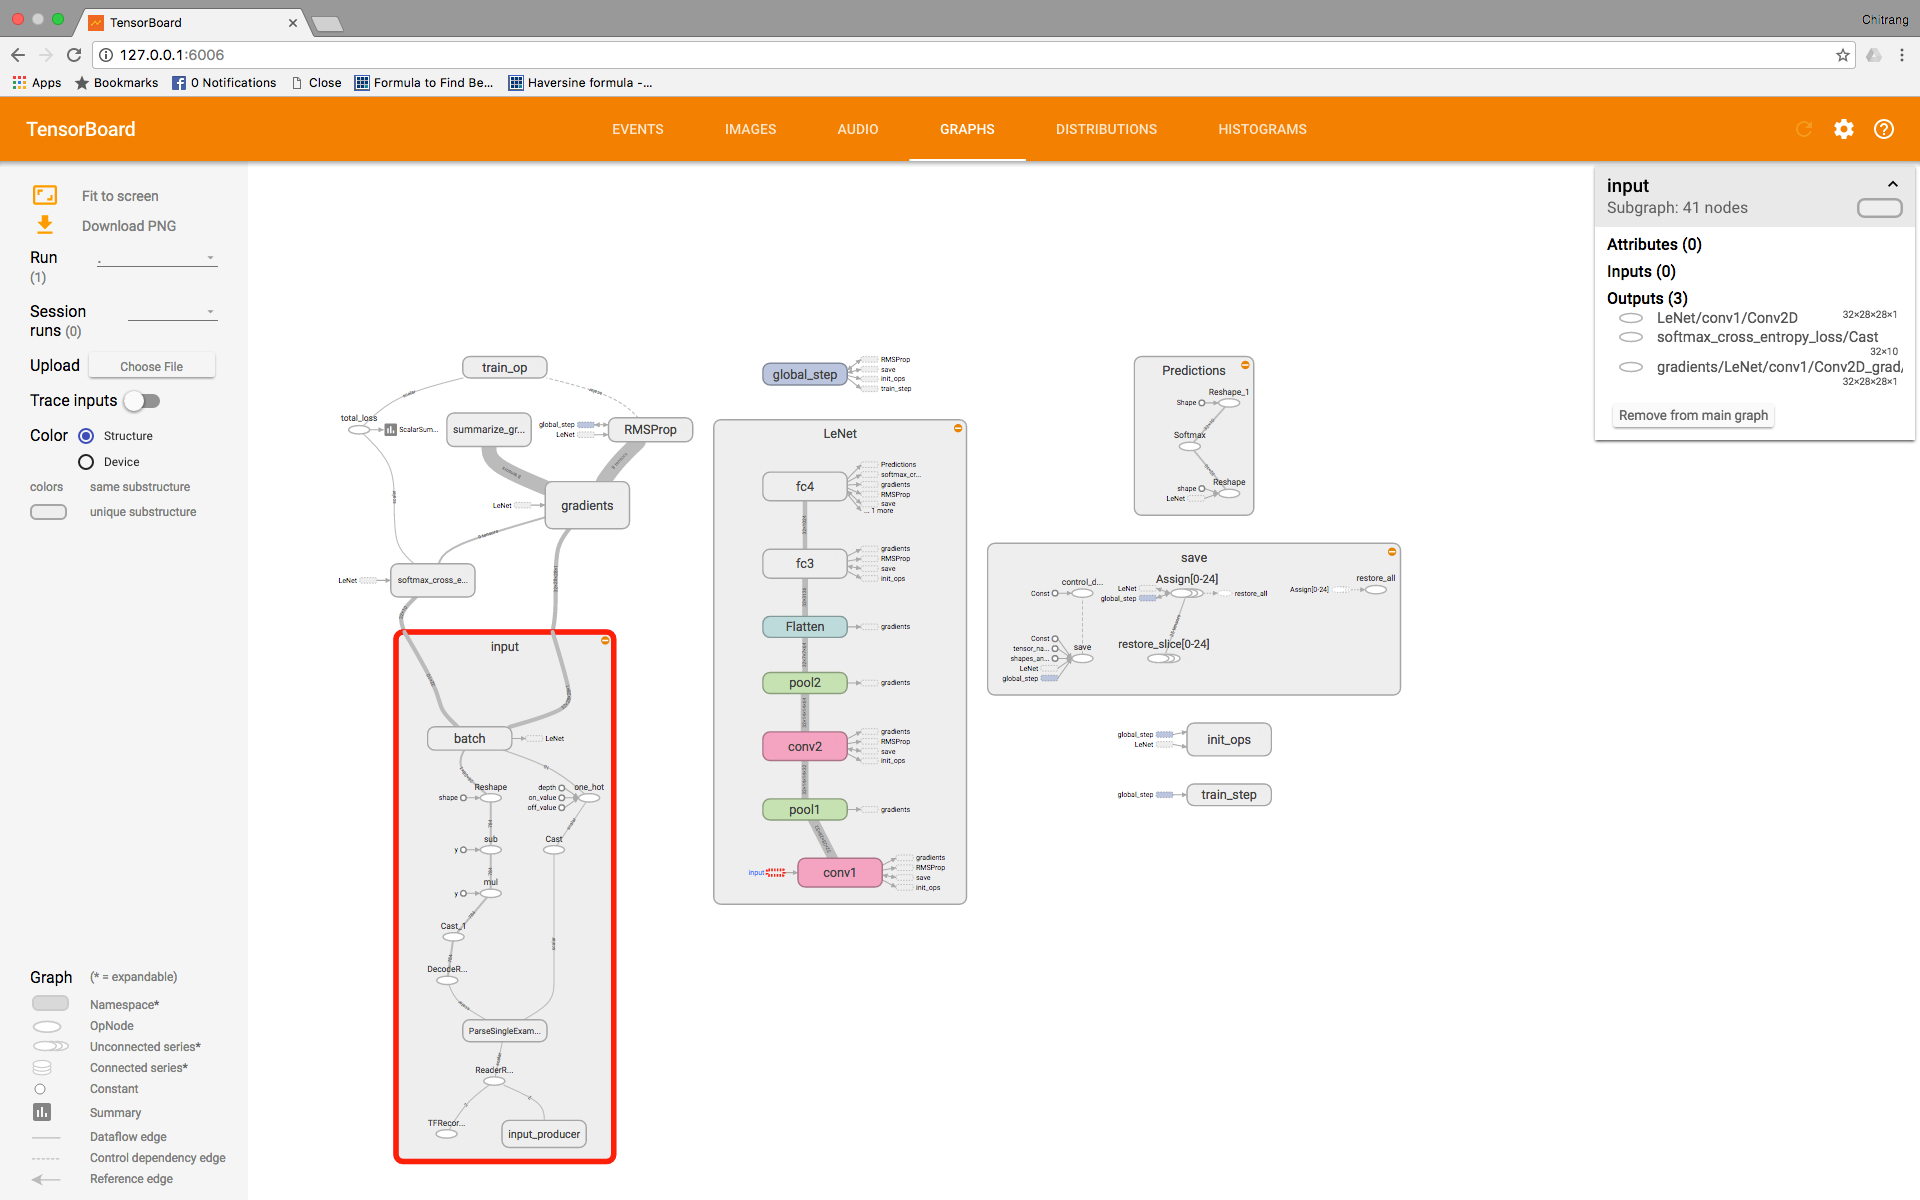 TensorBoard
Chitrang
127.0.0.1:6006
Apps
Bookmarks
0 Notifications
Close
Formula to Find Be...
Haversine formula -...
TensorBoard
EVENTS
IMAGES
AUDIO
GRAPHS
DISTRIBUTIONS
HISTOGRAMS
Fit to screen
Download PNG
Run
(1)
.
Session
runs (0)
Upload
Choose File
Trace inputs
Color
Structure
Device
colors
same substructure
unique substructure
Graph
(* = expandable)
Namespace*
OpNode
Unconnected series*
Connected series*
Constant
Summary
Dataflow edge
Control dependency edge
Reference edge
train_op
scalar
total_loss
ScalarSum...
summarize_gr...
global_step
LeNet
RMSProp
LeNet
gradients
3 tensors
LeNet
softmax_cross_e...
input
batch
LeNet
Reshape
shape
depth
on_value
off_value
one_hot
sub
y
Cast
scalar
mul
y
Cast_1
DecodeR...
ParseSingleExam...
ReaderR...
TFRecor...
input_producer
global_step
RMSProp
save
init_ops
train_step
LeNet
fc4
Predictions
softmax_cr...
gradients
RMSProp
save
... 1 more
fc3
gradients
RMSProp
save
init_ops
Flatten
gradients
pool2
gradients
conv2
gradients
RMSProp
save
init_ops
pool1
gradients
input
conv1
gradients
RMSProp
save
init_ops
Predictions
Reshape_1
Shape
Softmax
Reshape
shape
LeNet
save
control_d...
Const
Assign[0-24]
LeNet
global_step
restore_all
Assign[0-24]
restore_all
Const
tensor_na...
shapes_an...
LeNet
global_step
save
restore_slice[0-24]
global_step
LeNet
init_ops
global_step
train_step
input
Subgraph: 41 nodes
Attributes (0)
Inputs (0)
Outputs (3)
LeNet/conv1/Conv2D
32×28×28×1
softmax_cross_entropy_loss/Cast
32×10
gradients/LeNet/conv1/Conv2D_grad/
32×28×28×1
Remove from main graph